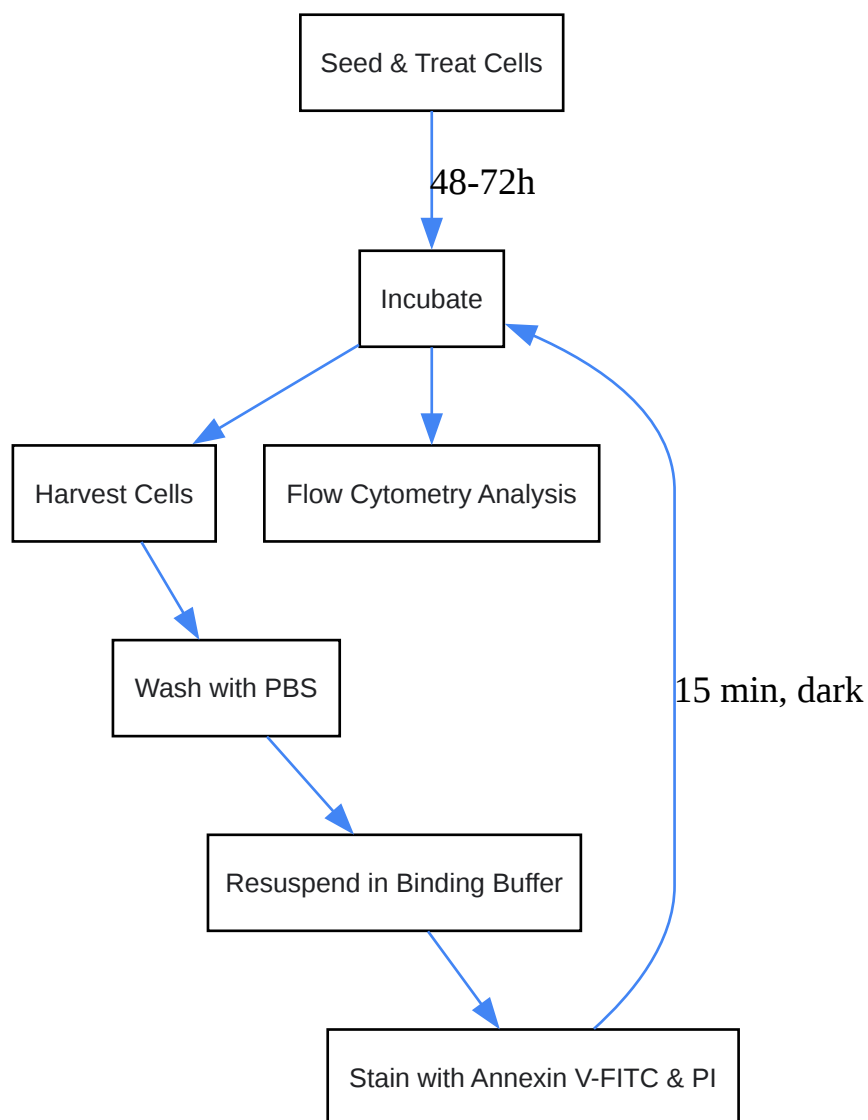 Seed & Treat Cells
48-72h
Incubate
Harvest Cells
Flow Cytometry Analysis
Wash with PBS
15 min, dark
Resuspend in Binding Buffer
Stain with Annexin V-FITC & PI